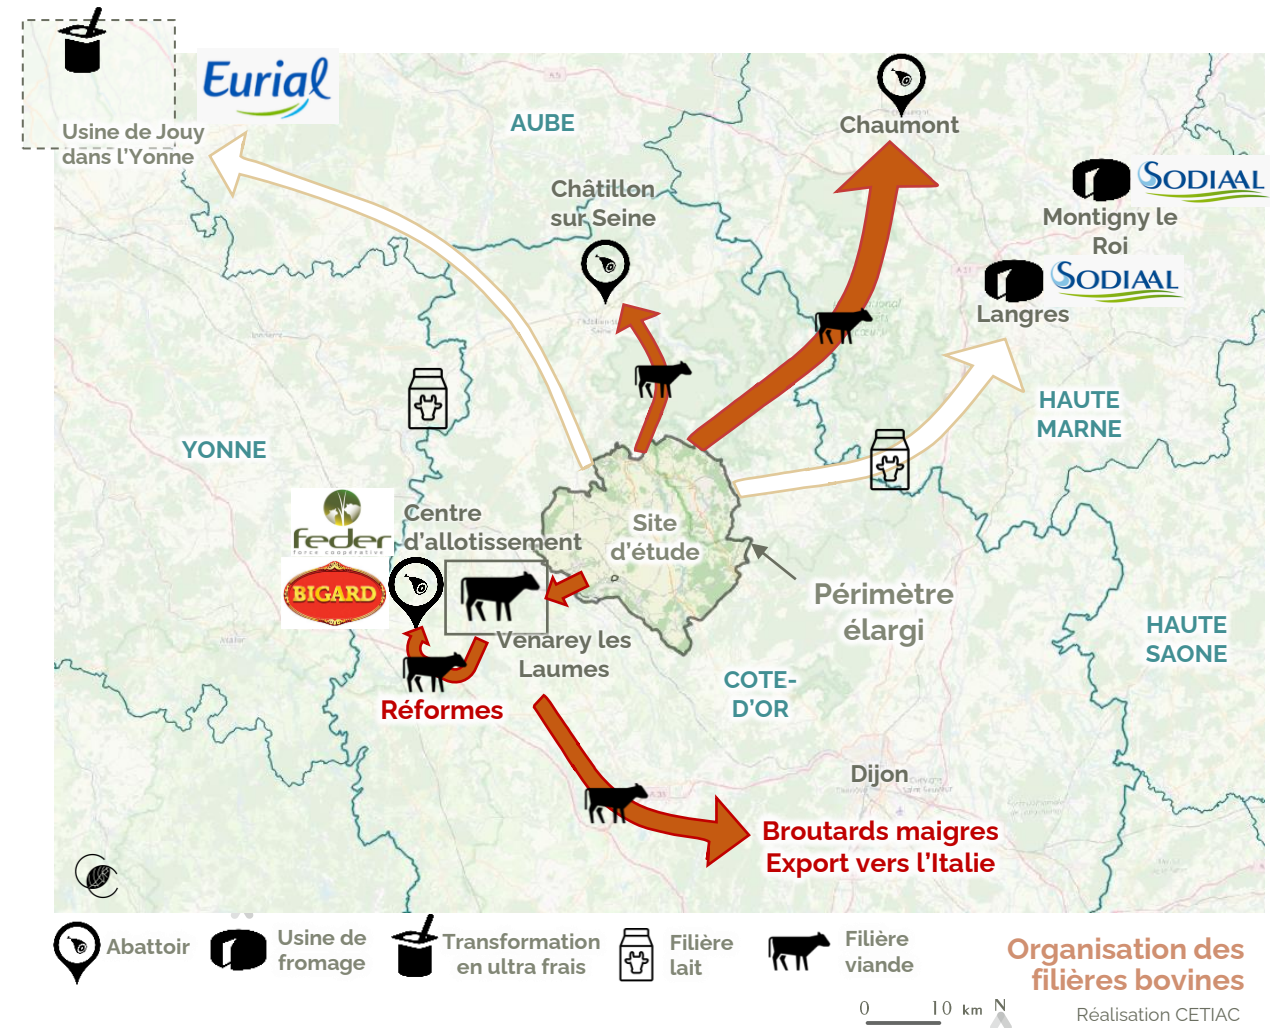 Eurial
Usine de Jouy
dans l'Yonne
AUBE
Chaumont
Châtillon
sur Seine
SODIAAL
Montigny le
Roi
SODIAAL
Langres
HAUTE
MARNE
YONNE
feder
force coopérative
Centre
d'allotissement
BIGARD
Site
d'étude
Périmètre
élargi
Venarey les
Laumes
HAUTE
SAONE
COTE-
D'OR
Réformes
Dijon
Broutards maigres
Export vers l'Italie
Abattoir
Usine de
fromage
Transformation
en ultra frais
Filière
lait
Filière
viande
Organisation des
filières bovines
0 10 km N
Réalisation CETIAC